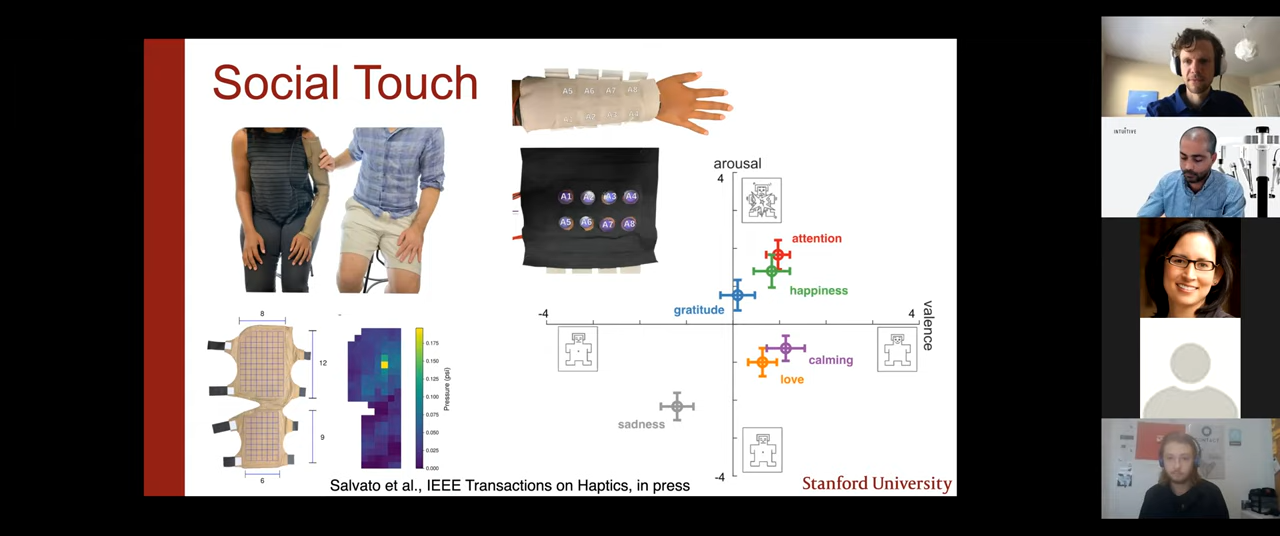 Social Touch
A5 A6 A7 A8
A1 A2 A3 A4
A5 A6 A7 A8
arousal
4
attention
happiness
gratitude
-4
4
valence
calming
love
sadness
-4
8
12
9
6
0.175
0.150
0.125
0.100
0.075
0.050
0.025
0.000
Pressure (psi)
Salvato et al., IEEE Transactions on Haptics, in press
Stanford University
INTUITIVE